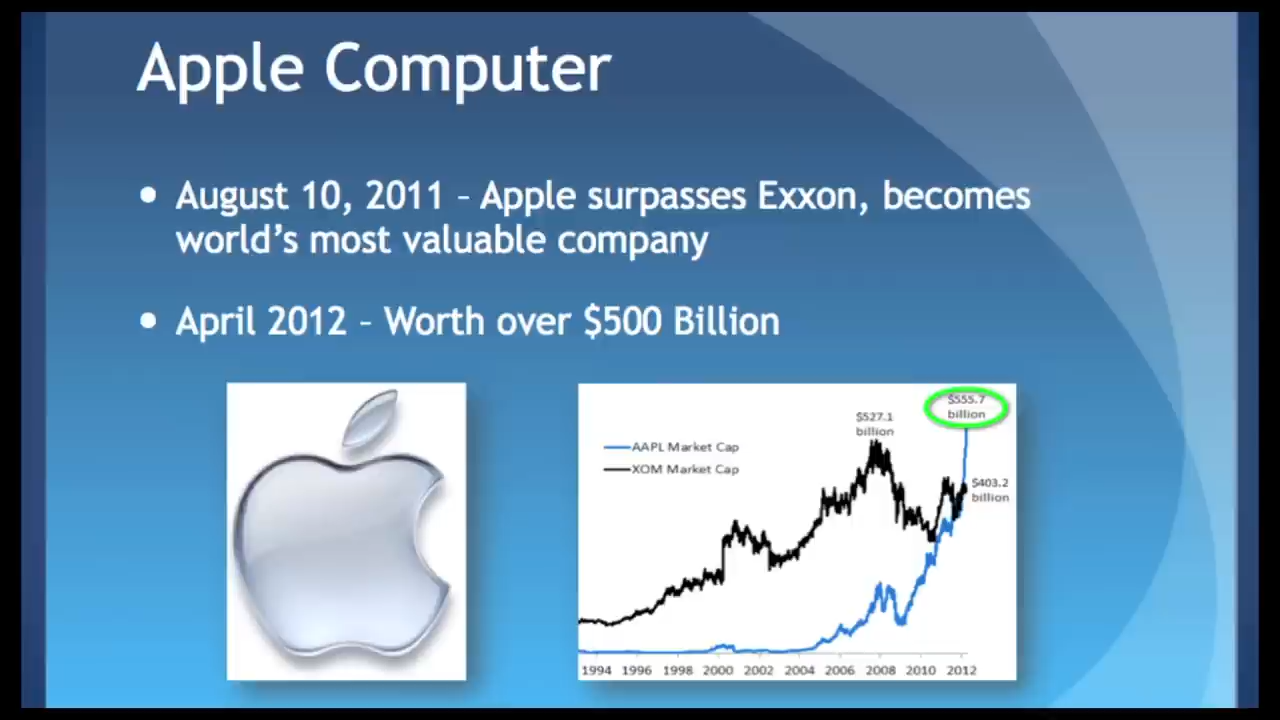 Apple Computer
• August 10, 2011 – Apple surpasses Exxon, becomes
world's most valuable company
• April 2012 – Worth over $500 Billion
$555.7
billion
$527.1
billion
AAPL Market Cap
XOM Market Cap
$403.2
billion
1994 1996 1998 2000 2002 2004 2006 2008 2010 2012